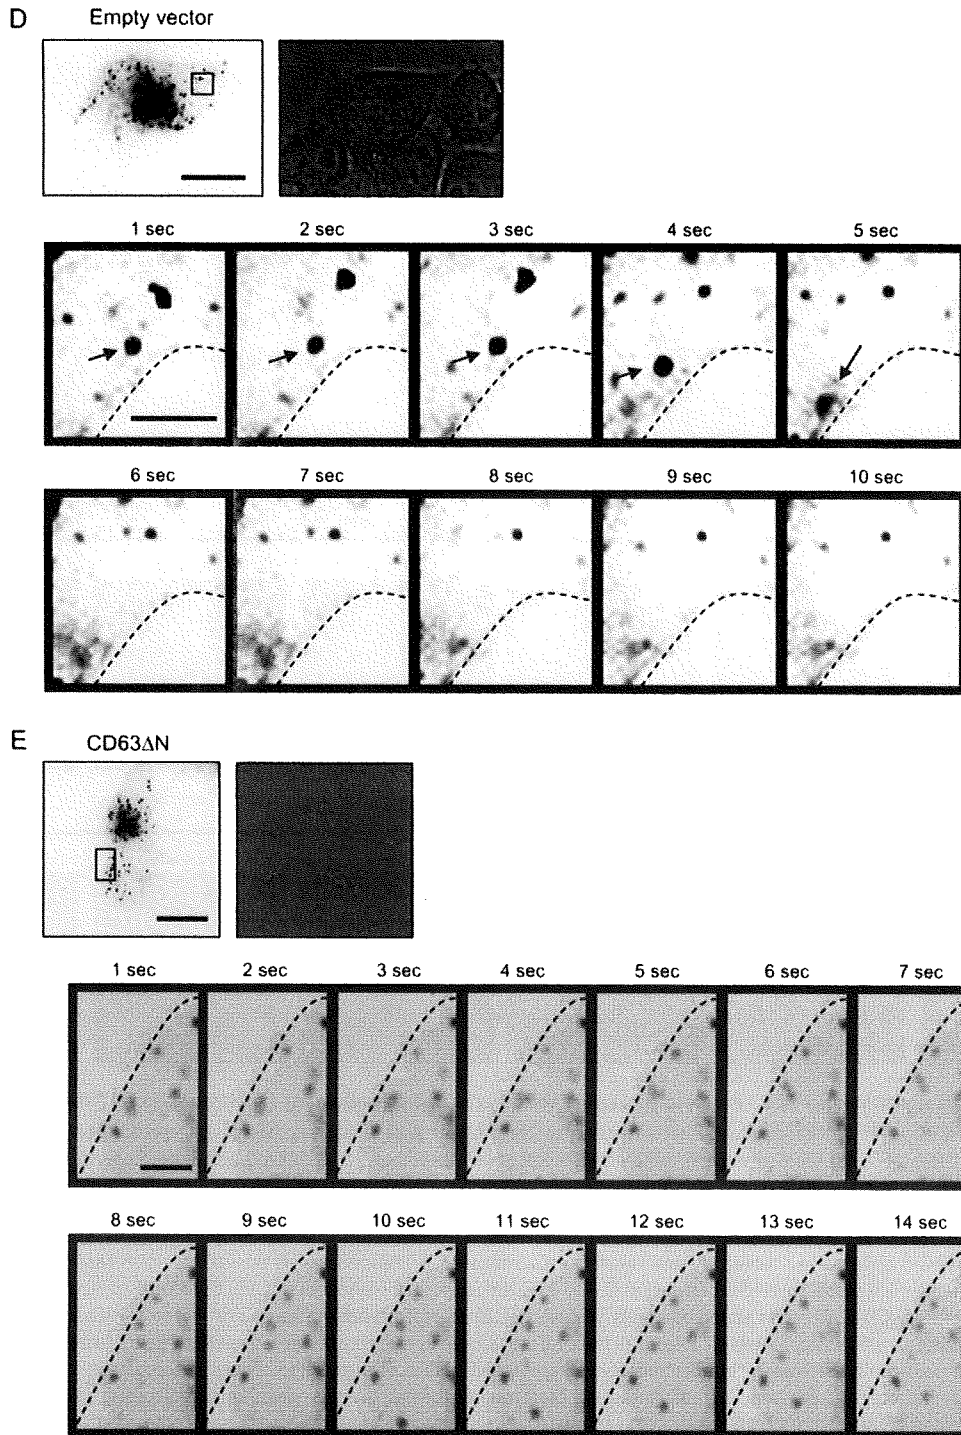 D
Empty vector
1 sec 2 sec 3 sec 4 sec 5 sec
6 sec 7 sec 8 sec 9 sec 10 sec
E
CD63ΔN
1 sec 2 sec 3 sec 4 sec 5 sec 6 sec 7 sec
8 sec 9 sec 10 sec 11 sec 12 sec 13 sec 14 sec